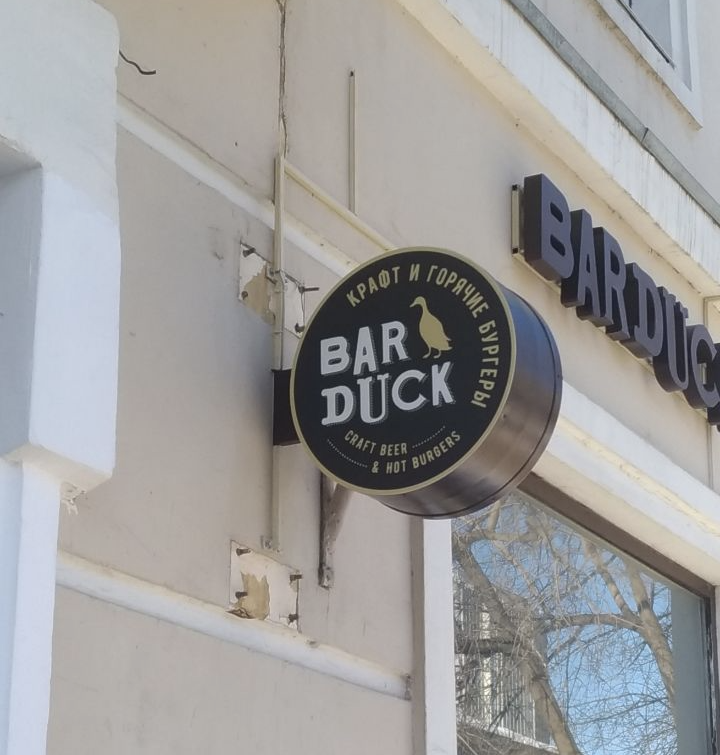 КРАФТ И ГОРЯЧИЕ БУРГЕРЫ
BAR
DUCK
CRAFT BEER
& HOT BURGERS
BAR DUC